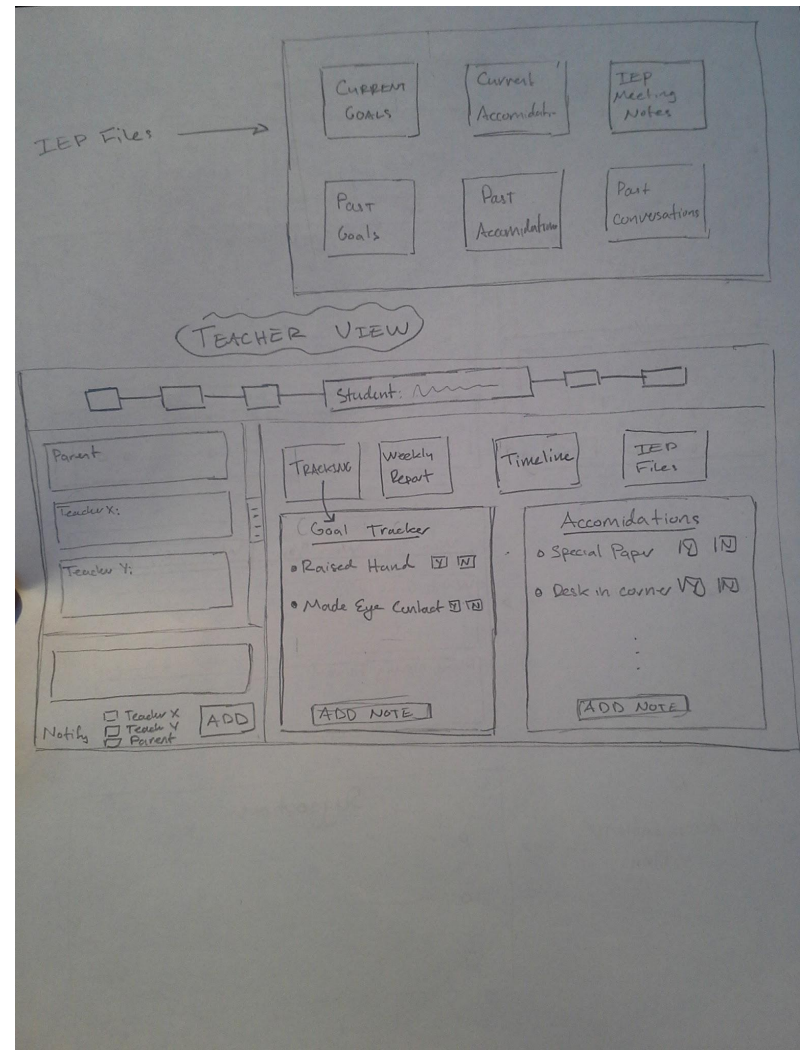 IEP Files
CURRENT
GOALS
Current
Accomidati-
IEP
Meeting
Notes
Past
Goals
Past
Accomidations
Past
Conversations
TEACHER VIEW
Student:
Parent
Teacher X:
Teacher Y:
TRACKING
Weekly
Report
Timeline
IEP
Files
Goal Tracker
Raised Hand Y N
Made Eye Contact Y N
ADD NOTE
Accomidations
Special Paper Y N
Desk in corner Y N
ADD NOTE
Notify
Teacher X
Teach Y
Parent
ADD